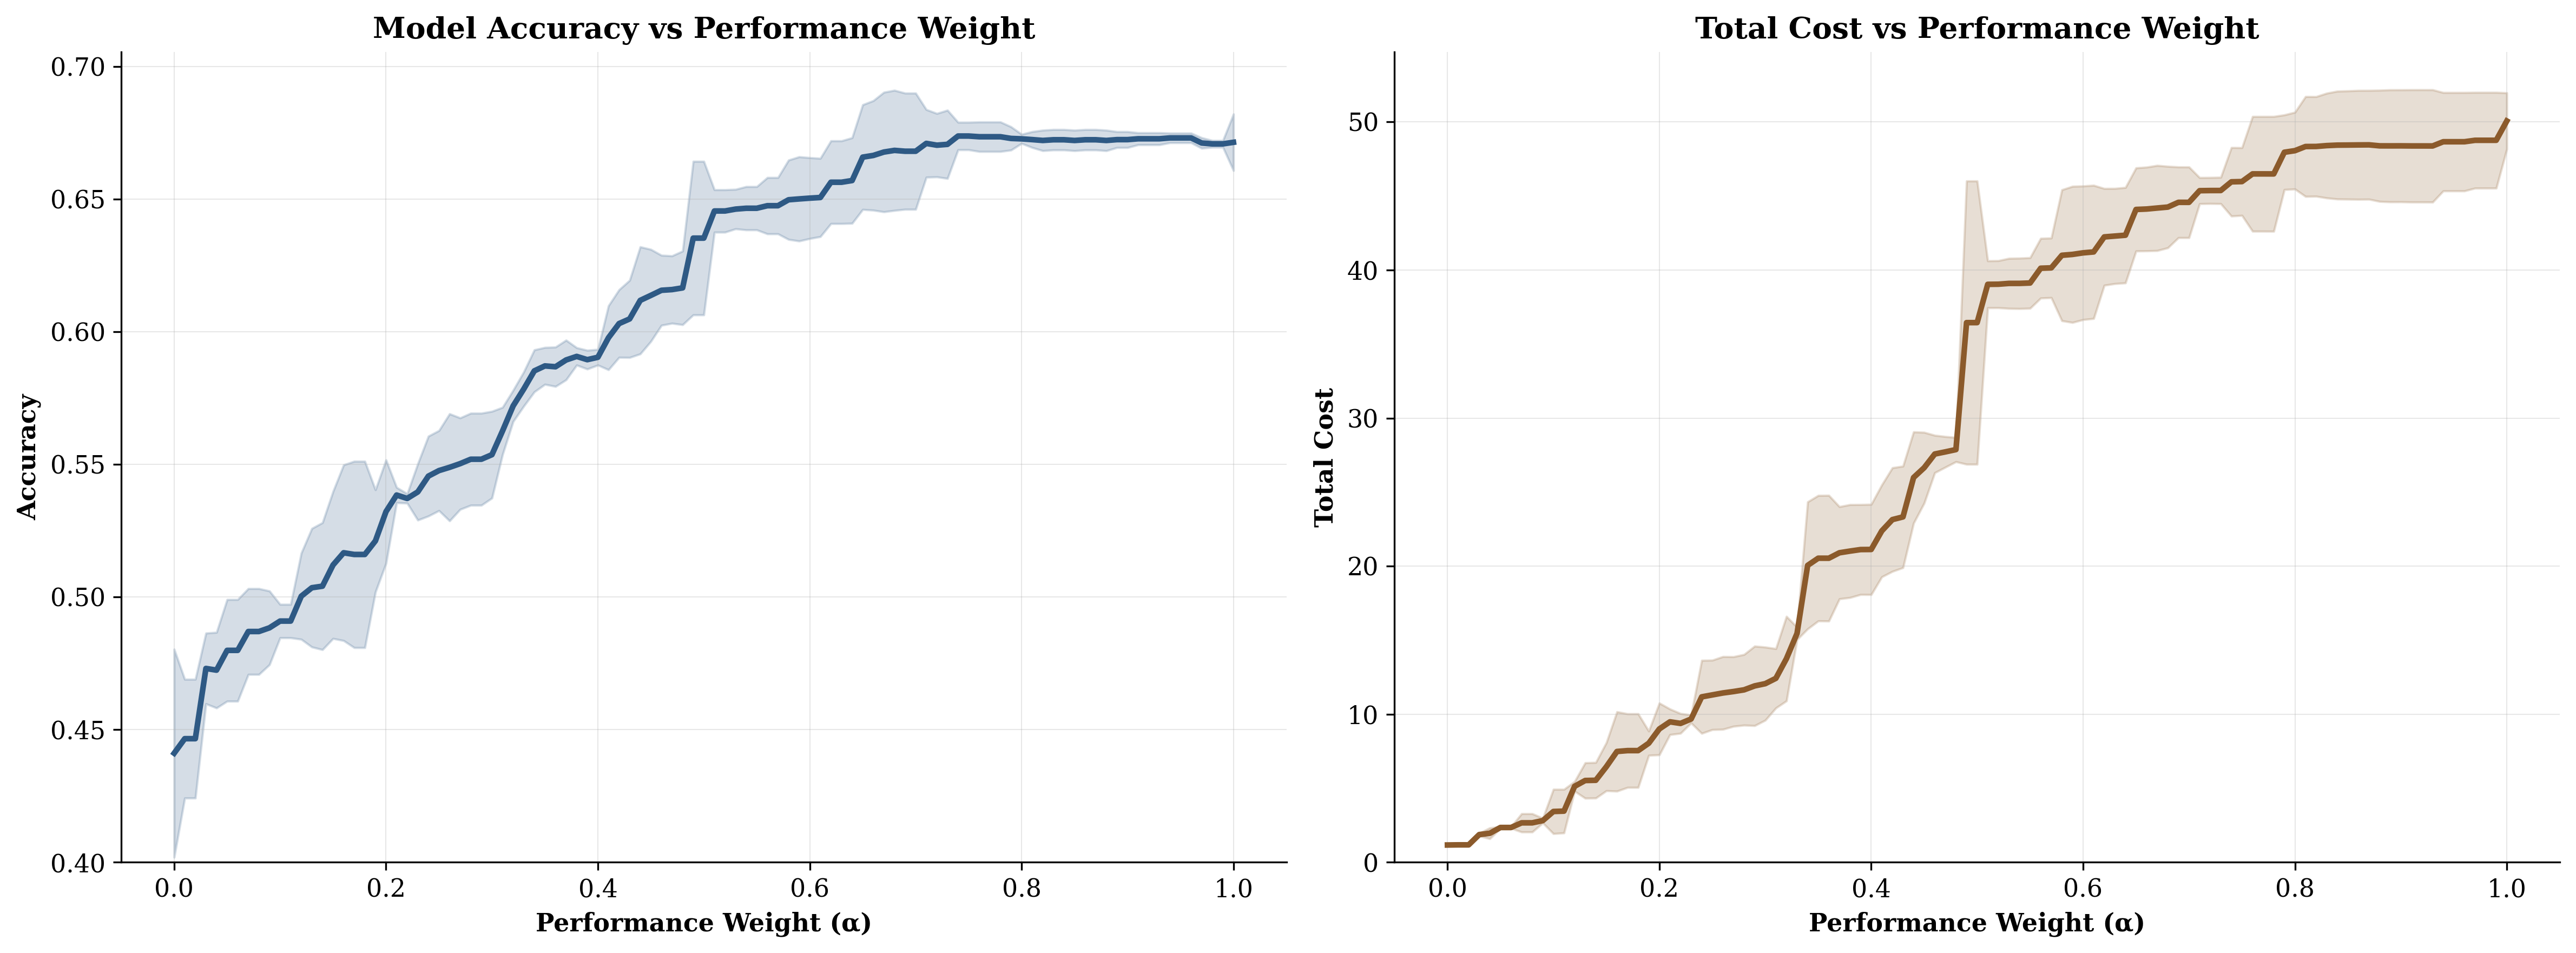 Model Accuracy vs Performance Weight
0.70
0.65
0.60
0.55
0.50
0.45
0.40
Accuracy
0.0 0.2 0.4 0.6 0.8 1.0
Performance Weight (α)
Total Cost vs Performance Weight
50
40
30
20
10
0
Total Cost
0.0 0.2 0.4 0.6 0.8 1.0
Performance Weight (α)